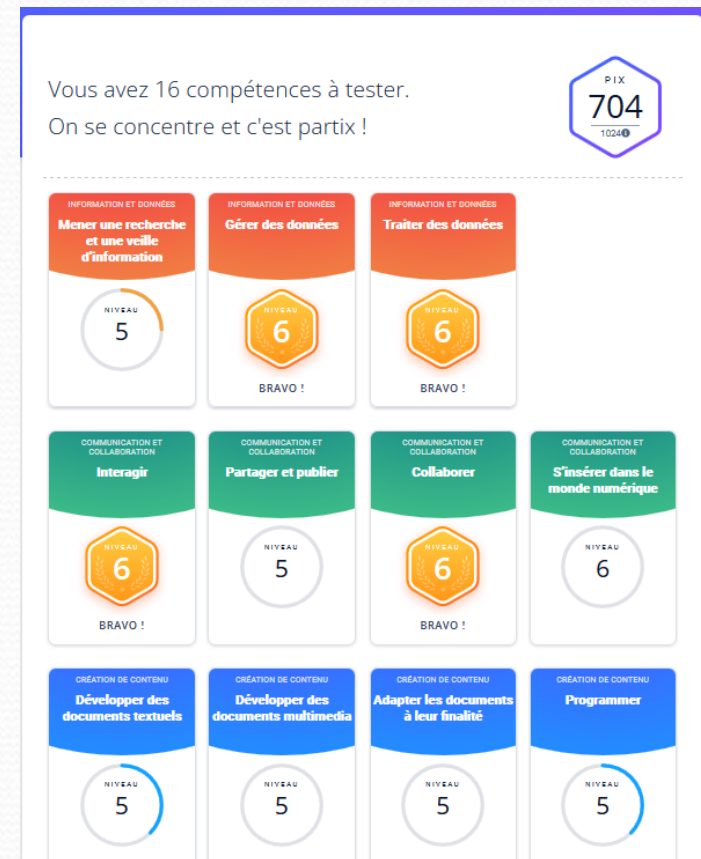 Vous avez 16 compétences à tester.
On se concentre et c'est partix !
PIX
704
1024
INFORMATION ET DONNÉES
Mener une recherche
et une veille
d'information
NIVEAU
5
INFORMATION ET DONNÉES
Gérer des données
NIVEAU
6
BRAVO !
INFORMATION ET DONNÉES
Traiter des données
NIVEAU
6
BRAVO !
COMMUNICATION ET
COLLABORATION
Interagir
NIVEAU
6
BRAVO !
COMMUNICATION ET
COLLABORATION
Partager et publier
NIVEAU
5
COMMUNICATION ET
COLLABORATION
Collaborer
NIVEAU
6
BRAVO !
COMMUNICATION ET
COLLABORATION
S'insérer dans le
monde numérique
NIVEAU
6
CRÉATION DE CONTENU
Développer des
documents textuels
NIVEAU
5
CRÉATION DE CONTENU
Développer des
documents multimedia
NIVEAU
5
CRÉATION DE CONTENU
Adapter les documents
à leur finalité
NIVEAU
5
CRÉATION DE CONTENU
Programmer
NIVEAU
5